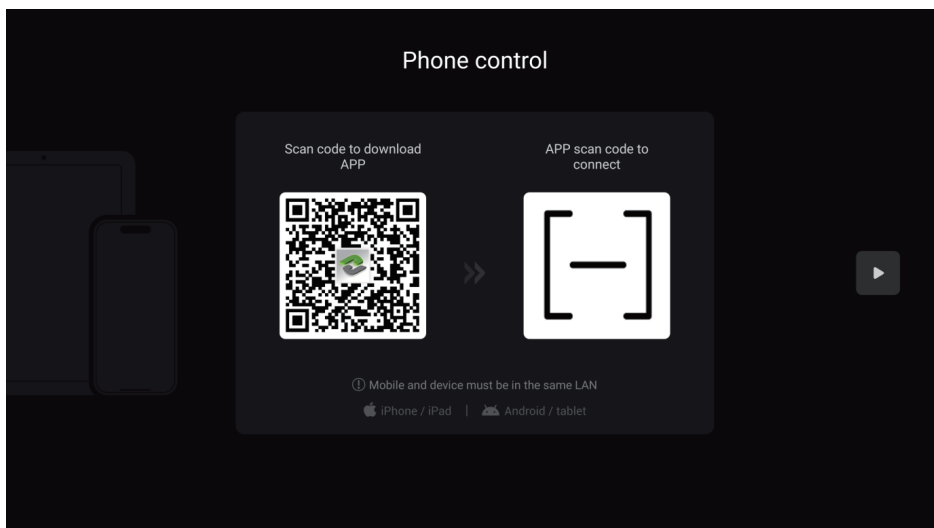 Phone control
Scan code to download
APP
APP scan code to
connect
Mobile and device must be in the same LAN
iPhone / iPad | Android / tablet